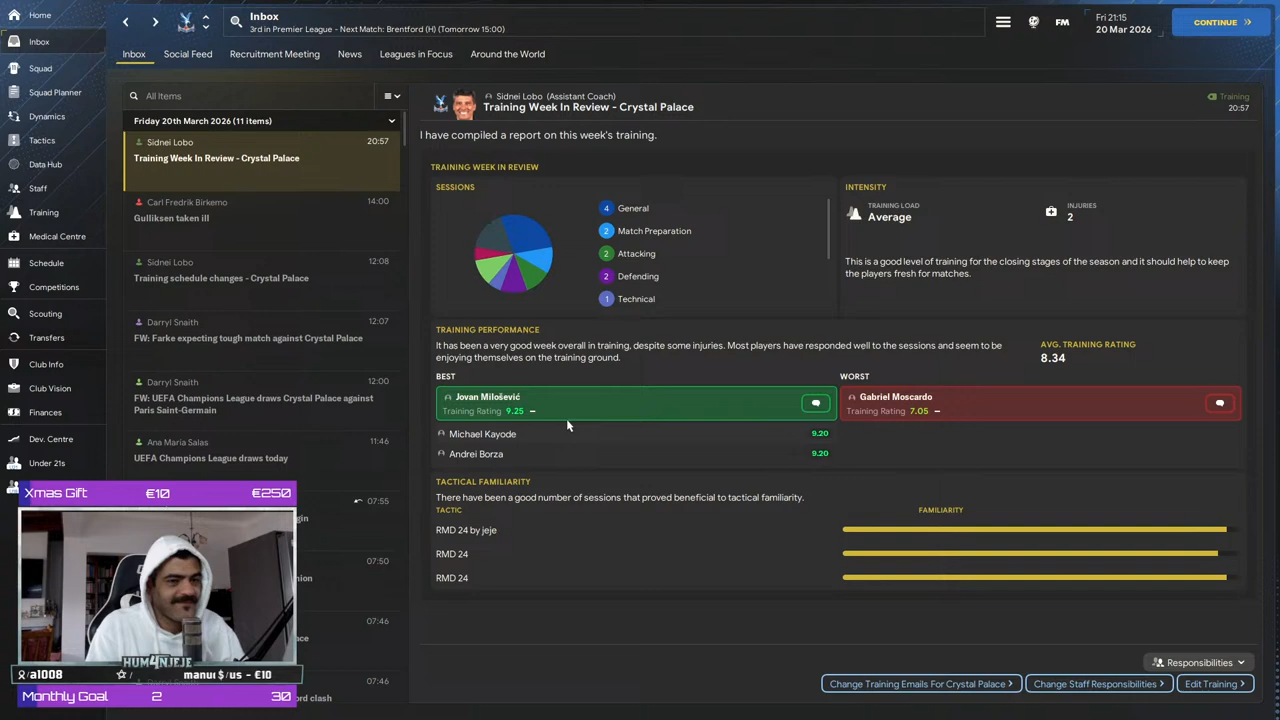 Home
Inbox
Squad
Squad Planner
Dynamics
Tactics
Data Hub
Staff
Training
Medical Centre
Schedule
Competitions
Scouting
Transfers
Club Info
Club Vision
Finances
Dev. Centre
Under 21s
Inbox
3rd in Premier League - Next Match: Brentford (H) (Tomorrow 15:00)
FM
Fri 21:15
20 Mar 2026
CONTINUE
Inbox Social Feed Recruitment Meeting News Leagues in Focus Around the World
All Items
Friday 20th March 2026 (11 items)
Sidnei Lobo 20:57
Training Week In Review - Crystal Palace
Carl Fredrik Birkemo 14:00
Gulliksen taken ill
Sidnei Lobo 12:08
Training schedule changes - Crystal Palace
Darryl Snaith 12:07
FW: Farke expecting tough match against Crystal Palace
Darryl Snaith 12:00
FW: UEFA Champions League draws Crystal Palace against
Paris Saint-Germain
Ana María Salas 11:46
UEFA Champions League draws today
07:55
07:50
07:46
07:46
ord clash
Sidnei Lobo (Assistant Coach)
Training Week In Review - Crystal Palace
Training
20:57
I have compiled a report on this week's training.
TRAINING WEEK IN REVIEW
SESSIONS
4 General
2 Match Preparation
2 Attacking
2 Defending
1 Technical
INTENSITY
TRAINING LOAD
Average
INJURIES
2
This is a good level of training for the closing stages of the season and it should help to keep
the players fresh for matches.
TRAINING PERFORMANCE
It has been a very good week overall in training, despite some injuries. Most players have responded well to the sessions and seem to be
enjoying themselves on the training ground.
AVG. TRAINING RATING
8.34
BEST
Jovan Milošević
Training Rating 9.25 –
Michael Kayode 9.20
Andrei Borza 9.20
WORST
Gabriel Moscardo
Training Rating 7.05 –
TACTICAL FAMILIARITY
There have been a good number of sessions that proved beneficial to tactical familiarity.
TACTIC FAMILIARITY
RMD 24 by jeje
RMD 24
RMD 24
Responsibilities
Change Training Emails For Crystal Palace
Change Staff Responsibilities
Edit Training
Xmas Gift €10 €250
HUM4NJEJE
/a1008
manu$/us - €10
Monthly Goal 2 30